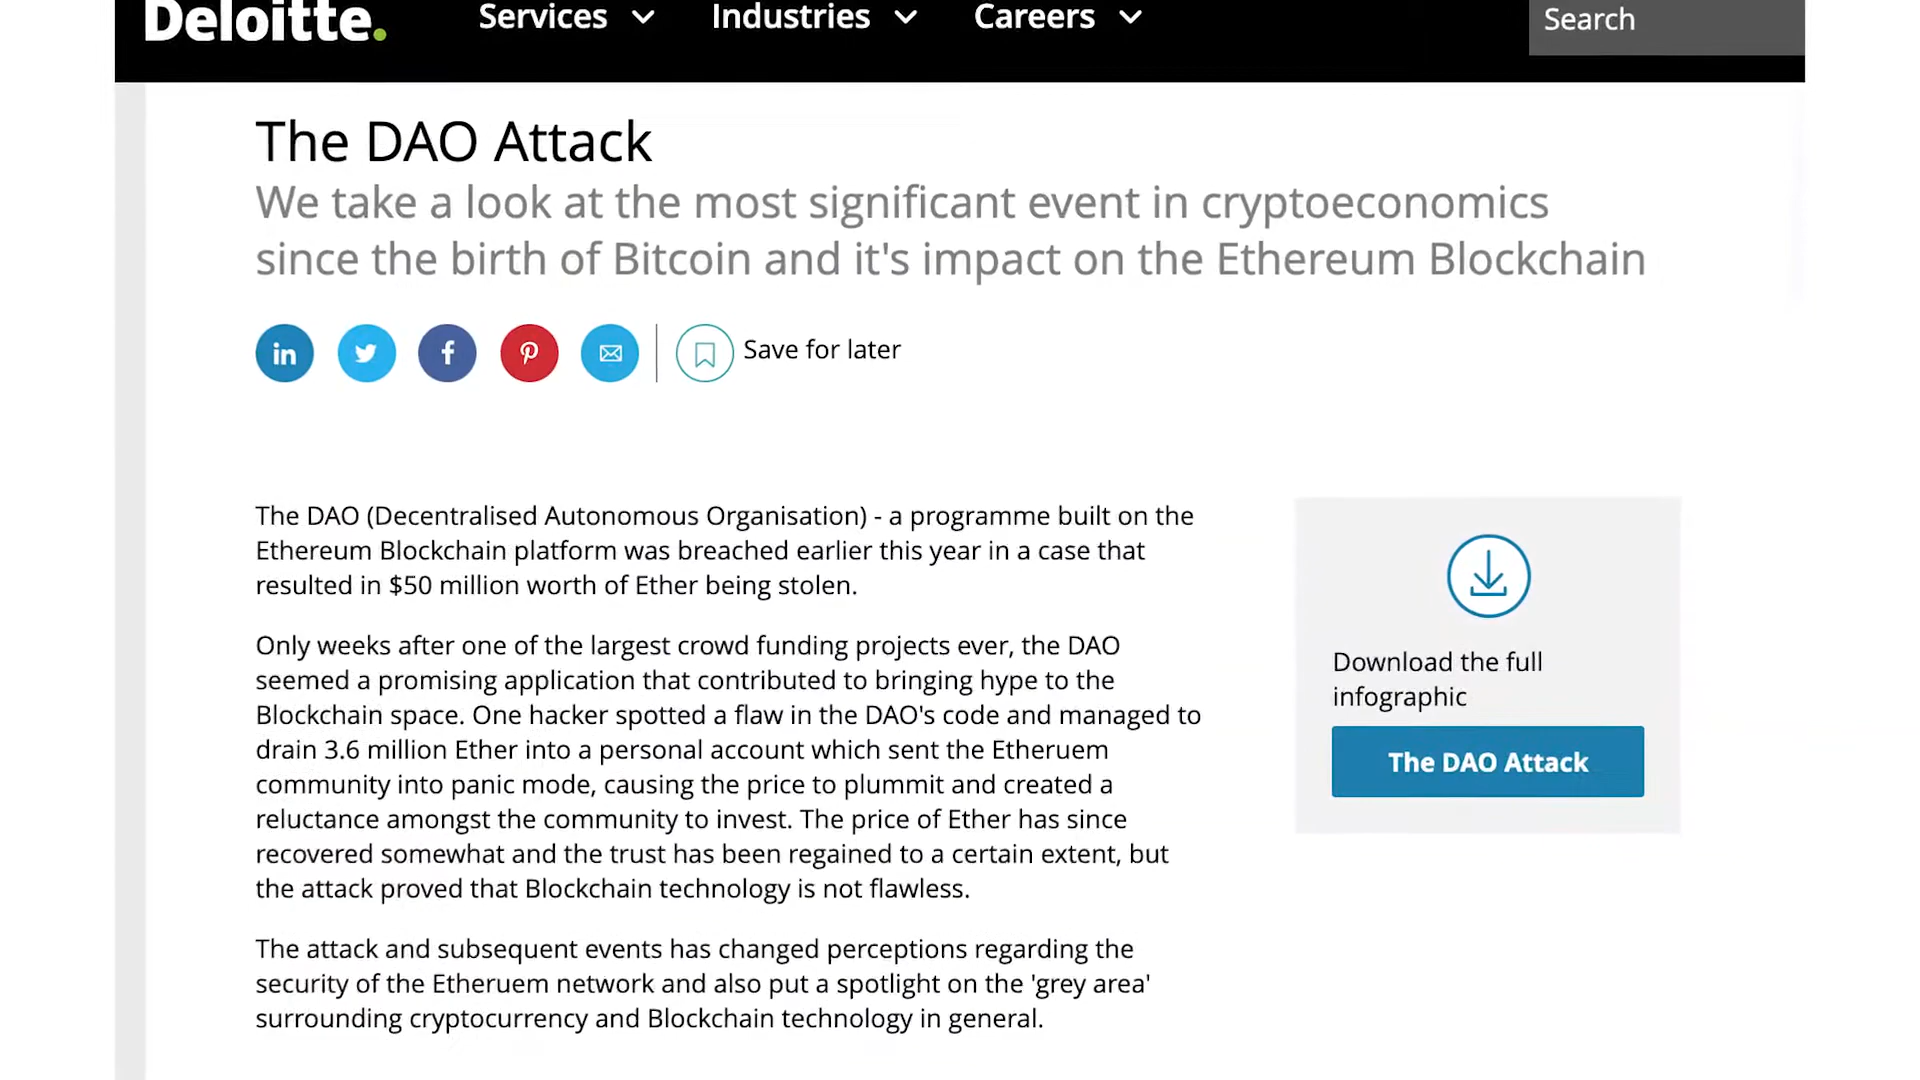 Deloitte.
Services
Industries
Careers
Search
The DAO Attack
We take a look at the most significant event in cryptoeconomics
since the birth of Bitcoin and it's impact on the Ethereum Blockchain
in
f
Save for later
The DAO (Decentralised Autonomous Organisation) - a programme built on the
Ethereum Blockchain platform was breached earlier this year in a case that
resulted in $50 million worth of Ether being stolen.
Only weeks after one of the largest crowd funding projects ever, the DAO
seemed a promising application that contributed to bringing hype to the
Blockchain space. One hacker spotted a flaw in the DAO's code and managed to
drain 3.6 million Ether into a personal account which sent the Etheruem
community into panic mode, causing the price to plummit and created a
reluctance amongst the community to invest. The price of Ether has since
recovered somewhat and the trust has been regained to a certain extent, but
the attack proved that Blockchain technology is not flawless.
The attack and subsequent events has changed perceptions regarding the
security of the Etheruem network and also put a spotlight on the 'grey area'
surrounding cryptocurrency and Blockchain technology in general.
Download the full
infographic
The DAO Attack